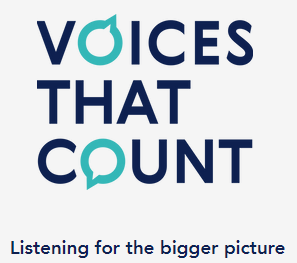 VOICES
THAT
COUNT
Listening for the bigger picture